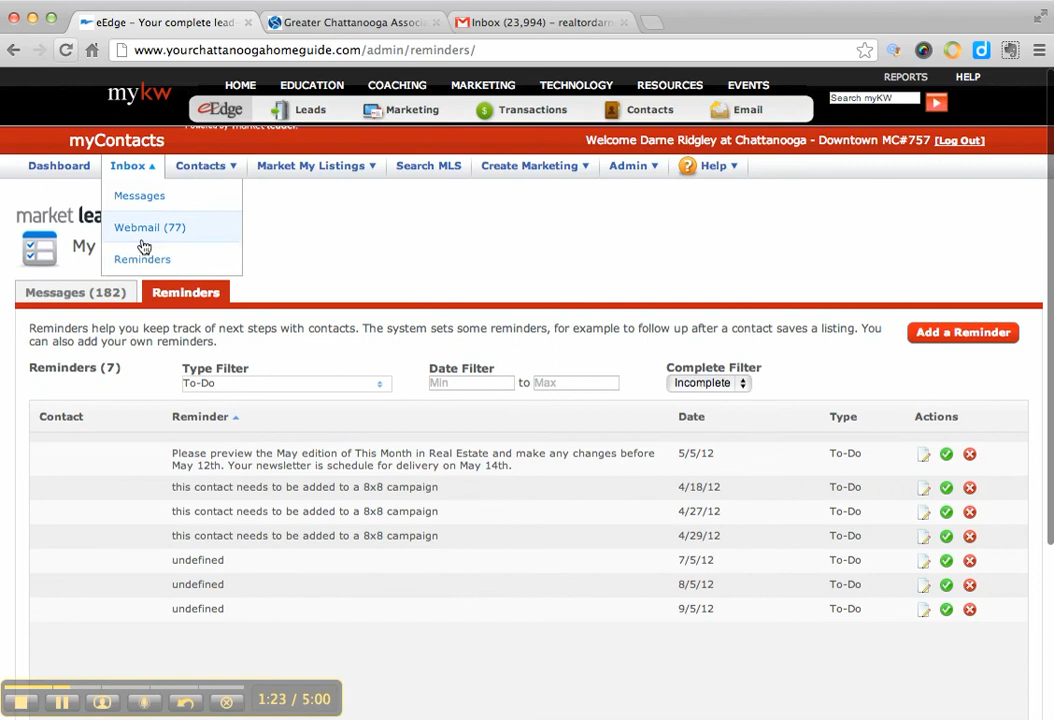 eEdge – Your complete lead
Greater Chattanooga Associ
Inbox (23,994) – realtordarn
www.yourchattanoogahomeguide.com/admin/reminders/
REPORTS HELP
mykw
HOME EDUCATION COACHING MARKETING TECHNOLOGY RESOURCES EVENTS
Search myKW
eEdge Leads Marketing Transactions Contacts Email
Powered by market leader.
myContacts
Welcome Darne Ridgley at Chattanooga - Downtown MC#757 [Log Out]
Dashboard Inbox Contacts Market My Listings Search MLS Create Marketing Admin Help
Messages
Webmail (77)
Reminders
market lea
My
Messages (182) Reminders
Reminders help you keep track of next steps with contacts. The system sets some reminders, for example to follow up after a contact saves a listing. You
can also add your own reminders.
Add a Reminder
Reminders (7) Type Filter Date Filter Complete Filter
To-Do Min to Max Incomplete
Contact Reminder Date Type Actions
Please preview the May edition of This Month in Real Estate and make any changes before 5/5/12 To-Do
May 12th. Your newsletter is schedule for delivery on May 14th.
this contact needs to be added to a 8x8 campaign 4/18/12 To-Do
this contact needs to be added to a 8x8 campaign 4/27/12 To-Do
this contact needs to be added to a 8x8 campaign 4/29/12 To-Do
undefined 7/5/12 To-Do
undefined 8/5/12 To-Do
undefined 9/5/12 To-Do
1:23 / 5:00